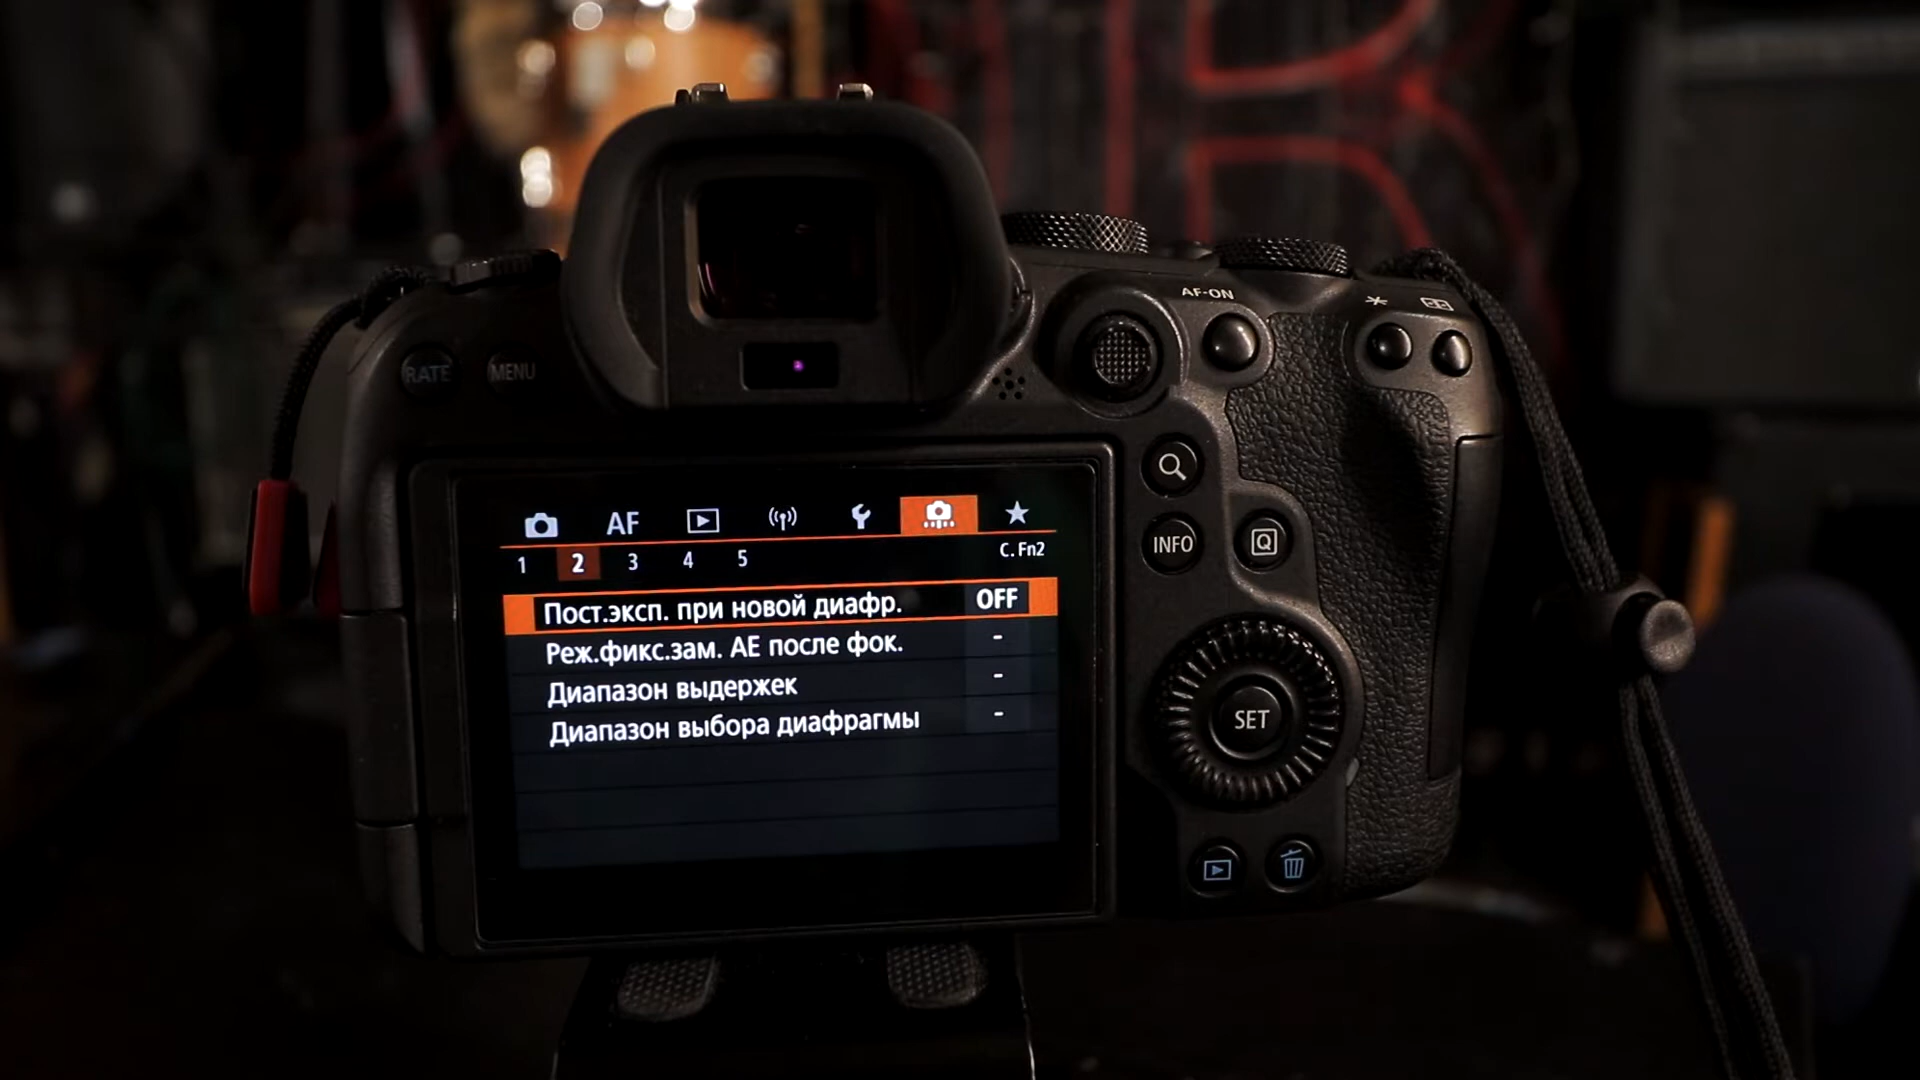 AF-ON
RATE MENU
AF
1 2 3 4 5 C.Fn2
Пост.эксп. при новой диафр. OFF
Реж.фикс.зам. AE после фок. -
Диапазон выдержек -
Диапазон выбора диафрагмы -
INFO Q
SET